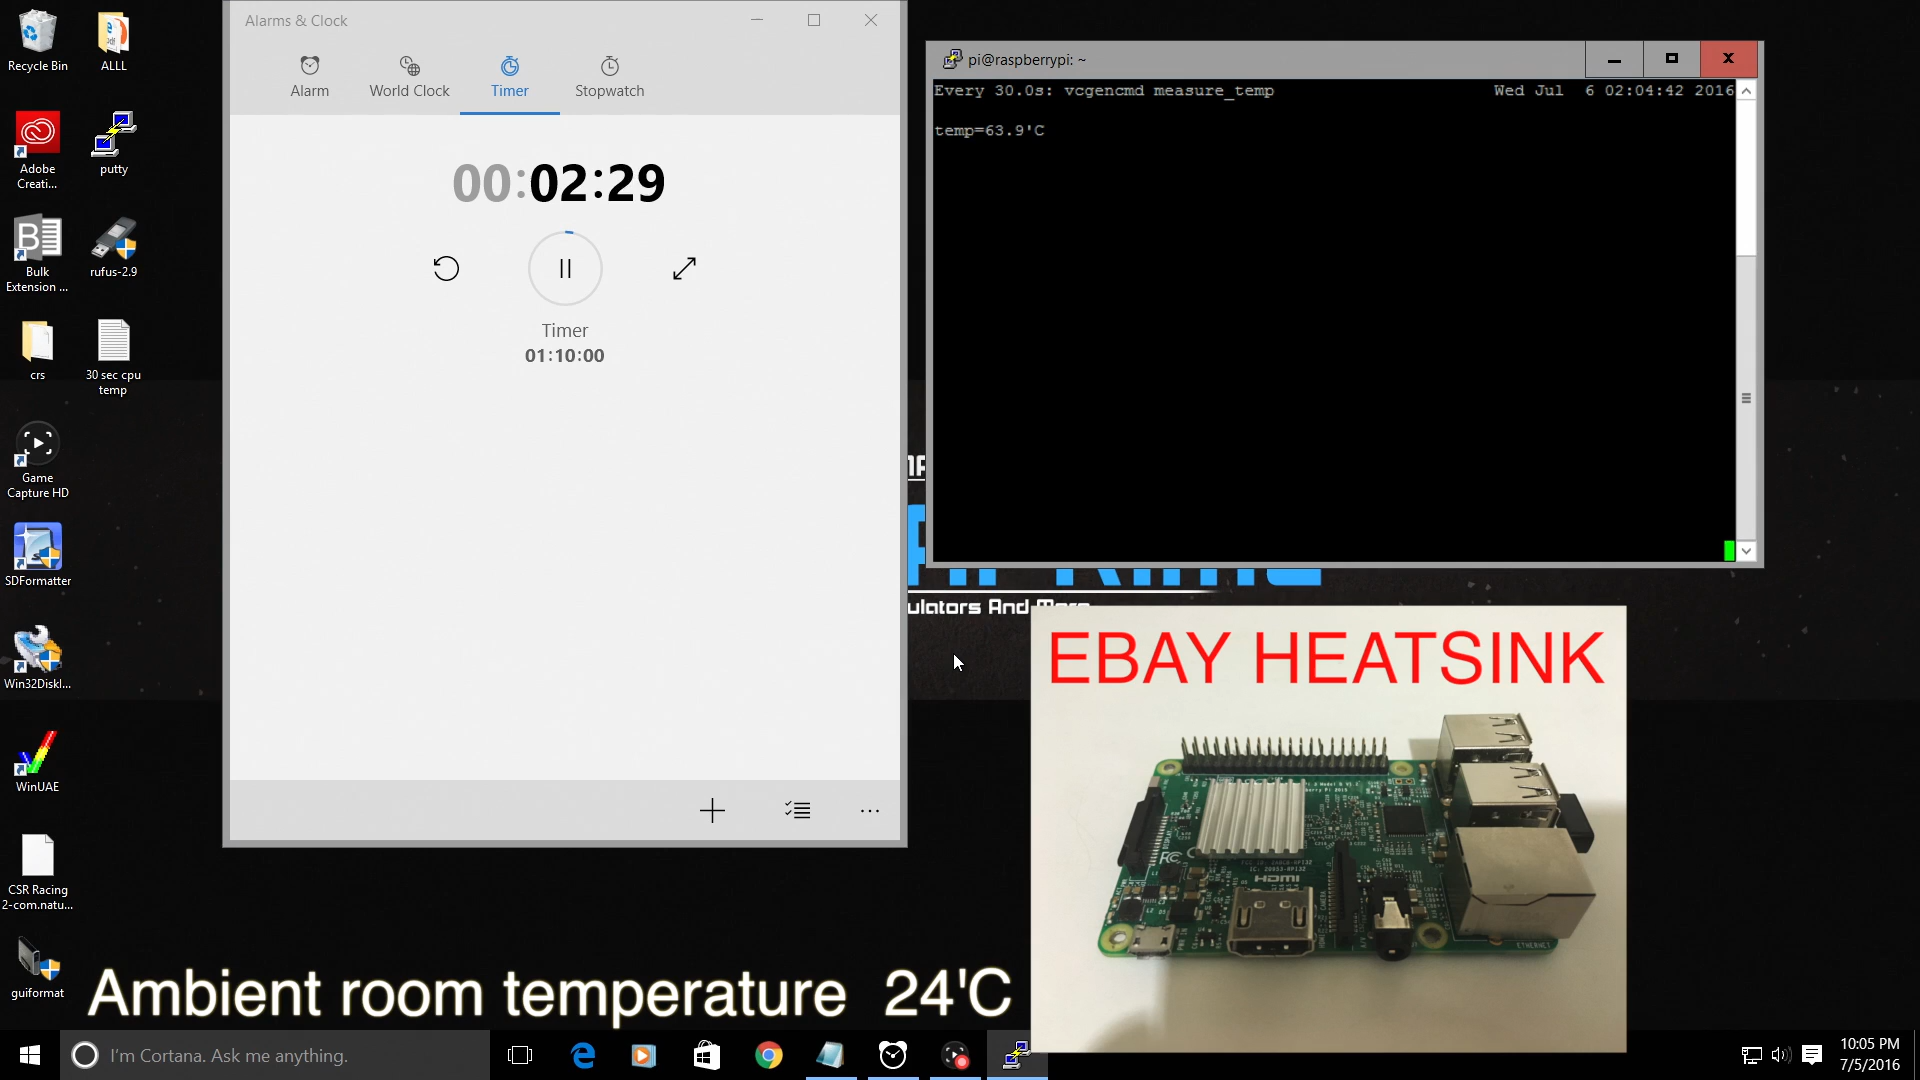 Recycle Bin
ALLL
Adobe
Creati...
putty
Bulk
Extension ...
rufus-2.9
crs
30 sec cpu
temp
Game
Capture HD
SDFormatter
Win32DiskI...
WinUAE
CSR Racing
2-com.natu...
guiformat
Alarms & Clock
Alarm
World Clock
Timer
Stopwatch
00:02:29
Timer
01:10:00
pi@raspberrypi: ~
Every 30.0s: vcgencmd measure_temp
Wed Jul 6 02:04:42 2016
temp=63.9'C
ulators And More
EBAY HEATSINK
HDMI
ETHERNET
Ambient room temperature 24'C
I'm Cortana. Ask me anything.
10:05 PM
7/5/2016